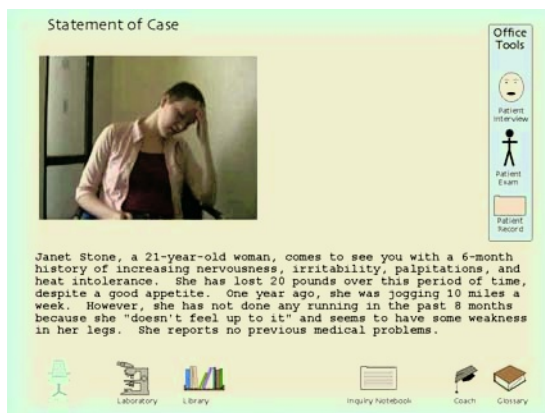 Statement of Case
Office
Tools
Patient
Interview
Patient
Exam
Patient
Record
Janet Stone, a 21-year-old woman, comes to see you with a 6-month
history of increasing nervousness, irritability, palpitations, and
heat intolerance.  She has lost 20 pounds over this period of time,
despite a good appetite.  One year ago, she was jogging 10 miles a
week.  However, she has not done any running in the past 8 months
because she "doesn't feel up to it" and seems to have some weakness
in her legs.  She reports no previous medical problems.
Laboratory
Library
Inquiry Notebook
Coach
Glossary